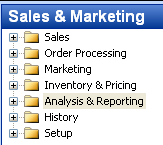 Sales & Marketing
Sales
Order Processing
Marketing
Inventory & Pricing
Analysis & Reporting
History
Setup